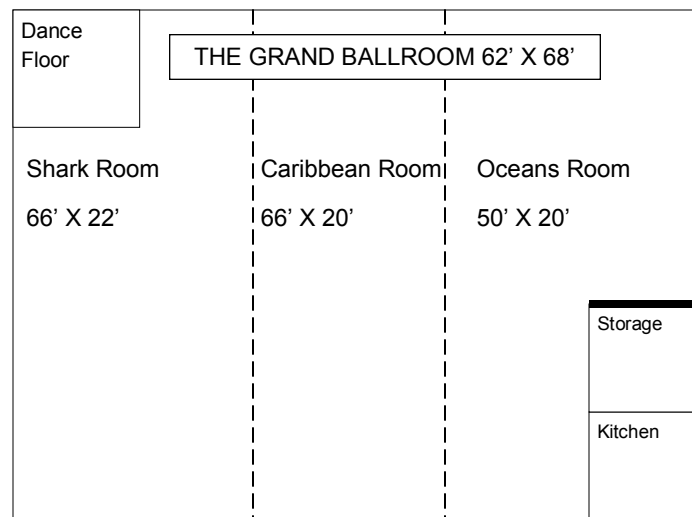 Dance
Floor
THE GRAND BALLROOM 62’ X 68’
Shark Room
66’ X 22’
Caribbean Room
66’ X 20’
Oceans Room
50’ X 20’
Storage
Kitchen